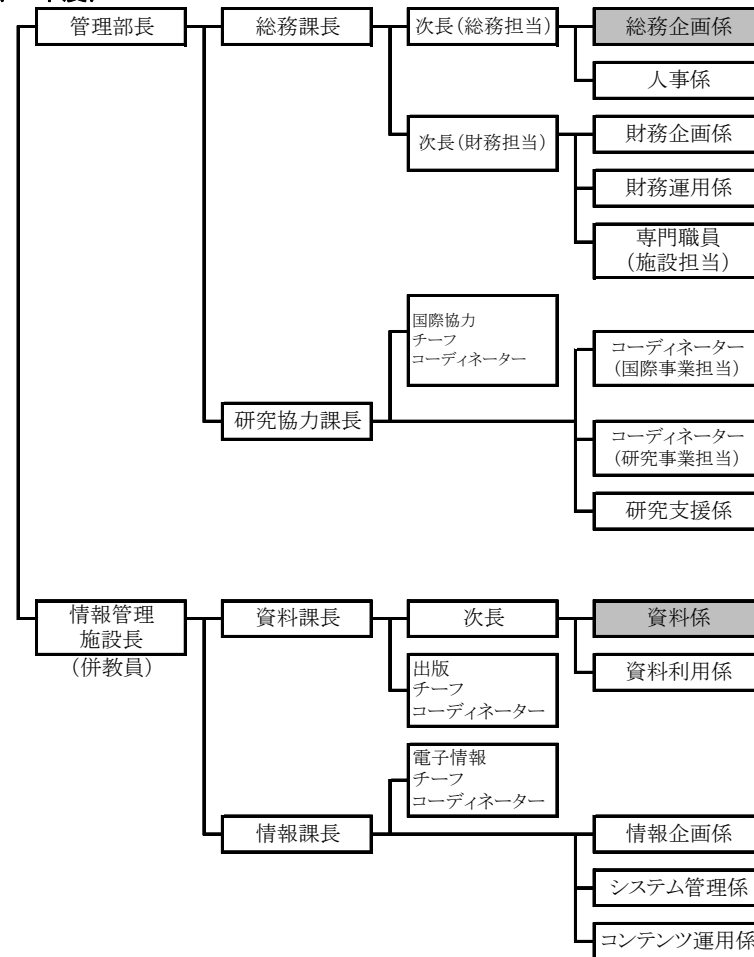 管理部長
総務課長
次長(総務担当)
総務企画係
人事係
次長(財務担当)
財務企画係
財務運用係
専門職員
(施設担当)
国際協力
チーフ
コーディネーター
コーディネーター
(国際事業担当)
研究協力課長
コーディネーター
(研究事業担当)
研究支援係
情報管理
施設長
(併教員)
資料課長
次長
資料係
出版
チーフ
コーディネーター
資料利用係
電子情報
チーフ
コーディネーター
情報課長
情報企画係
システム管理係
コンテンツ運用係